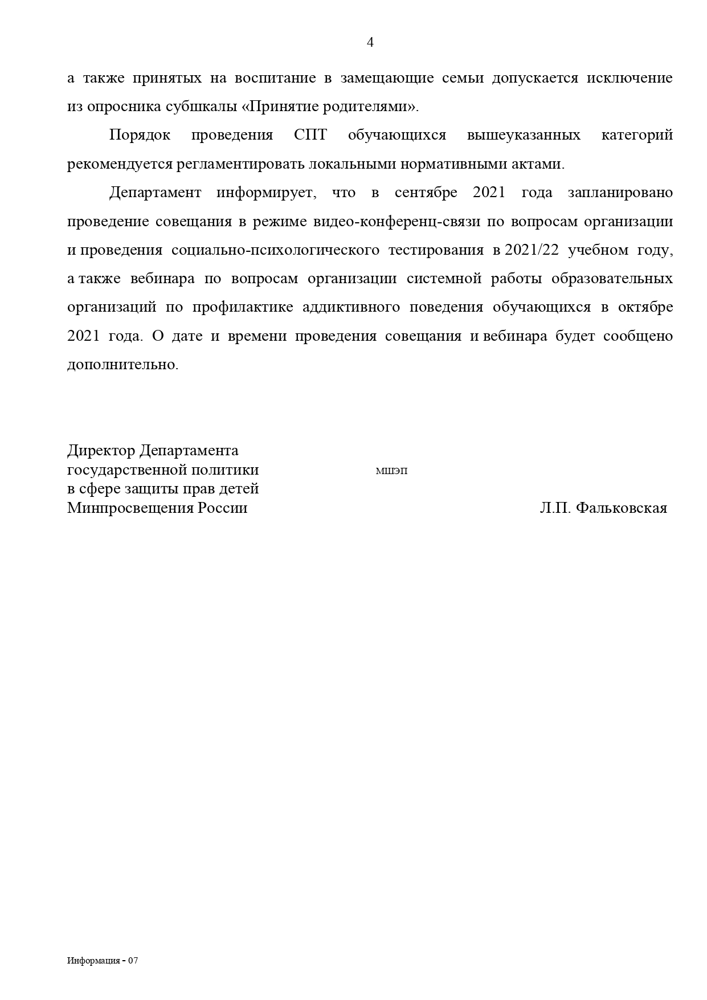 4
а также принятых на воспитание в замещающие семьи допускается исключение
из опросника субшкалы «Принятие родителями».
Порядок проведения СПТ обучающихся вышеуказанных категорий
рекомендуется регламентировать локальными нормативными актами.
Департамент информирует, что в сентябре 2021 года запланировано
проведение совещания в режиме видео-конференц-связи по вопросам организации
и проведения социально-психологического тестирования в 2021/22 учебном году,
а также вебинара по вопросам организации системной работы образовательных
организаций по профилактике аддиктивного поведения обучающихся в октябре
2021 года. О дате и времени проведения совещания и вебинара будет сообщено
дополнительно.
Директор Департамента
государственной политики мшэп
в сфере защиты прав детей
Минпросвещения России Л.П. Фальковская
Информация - 07